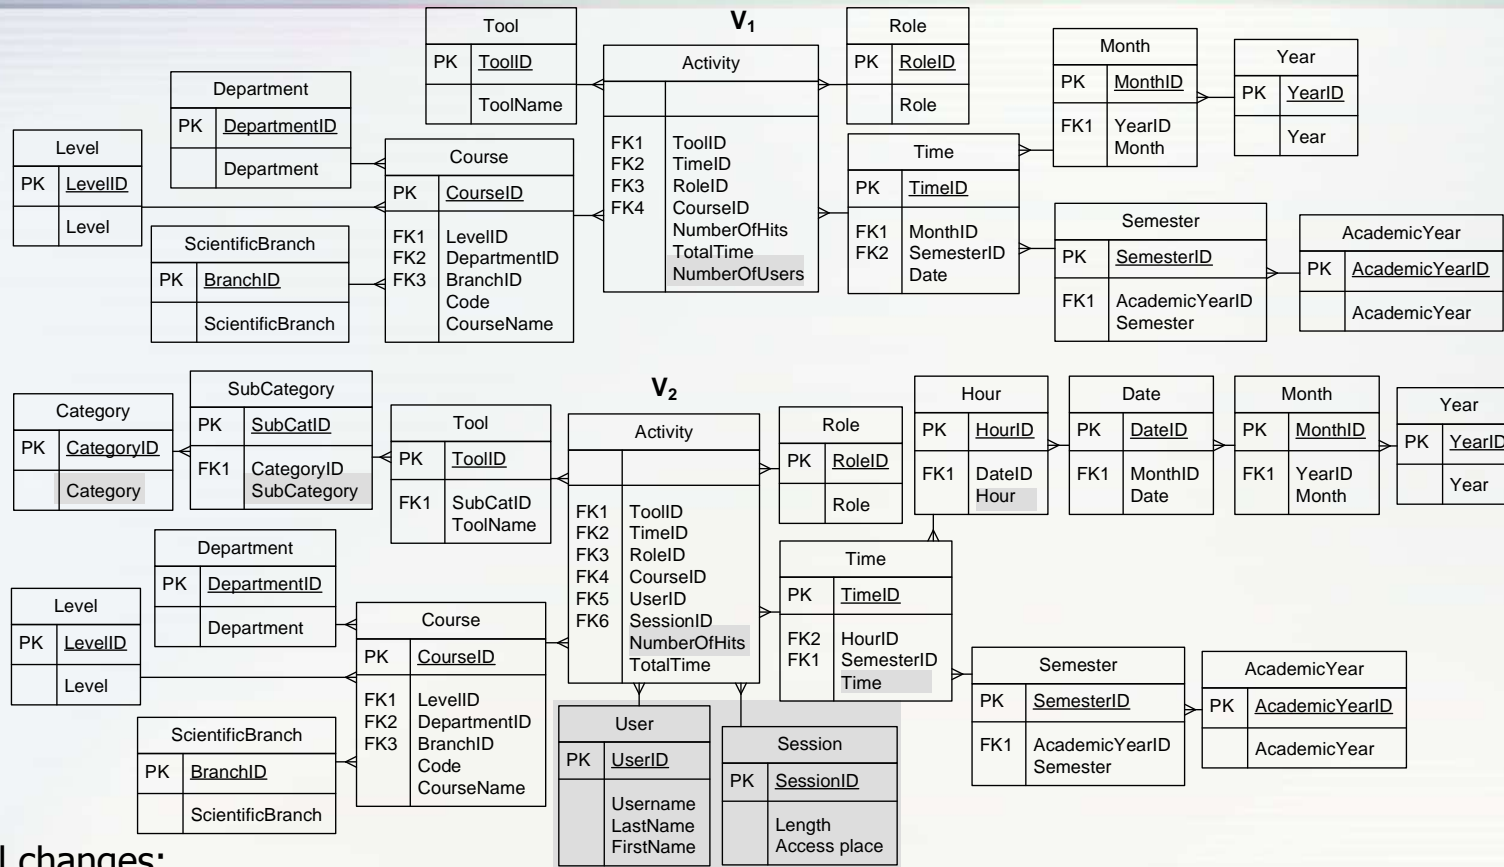 V1
Tool
PK ToolID
ToolName
Activity
FK1 ToolID
FK2 TimeID
FK3 RoleID
FK4 CourseID
NumberOfHits
TotalTime
NumberOfUsers
Role
PK RoleID
Role
Month
PK MonthID
FK1 YearID
Month
Year
PK YearID
Year
Department
PK DepartmentID
Department
Level
PK LevelID
Level
Course
PK CourseID
FK1 LevelID
FK2 DepartmentID
FK3 BranchID
Code
CourseName
ScientificBranch
PK BranchID
ScientificBranch
Time
PK TimeID
FK1 MonthID
FK2 SemesterID
Date
Semester
PK SemesterID
FK1 AcademicYearID
Semester
AcademicYear
PK AcademicYearID
AcademicYear
V2
Category
PK CategoryID
Category
SubCategory
PK SubCatID
FK1 CategoryID
SubCategory
Tool
PK ToolID
FK1 SubCatID
ToolName
Activity
FK1 ToolID
FK2 TimeID
FK3 RoleID
FK4 CourseID
FK5 UserID
FK6 SessionID
NumberOfHits
TotalTime
Role
PK RoleID
Role
Hour
PK HourID
FK1 DateID
Hour
Date
PK DateID
FK1 MonthID
Date
Month
PK MonthID
FK1 YearID
Month
Year
PK YearID
Year
Department
PK DepartmentID
Department
Level
PK LevelID
Level
Course
PK CourseID
FK1 LevelID
FK2 DepartmentID
FK3 BranchID
Code
CourseName
ScientificBranch
PK BranchID
ScientificBranch
Time
PK TimeID
FK2 HourID
FK1 SemesterID
Time
Semester
PK SemesterID
FK1 AcademicYearID
Semester
AcademicYear
PK AcademicYearID
AcademicYear
User
PK UserID
Username
LastName
FirstName
Session
PK SessionID
Length
Access place
changes: